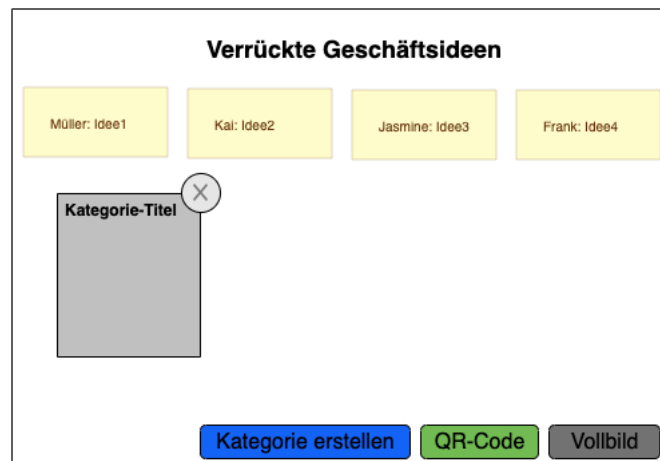 Verrückte Geschäftsideen
Müller: Idee1
Kai: Idee2
Jasmine: Idee3
Frank: Idee4
X
Kategorie-Titel
Kategorie erstellen
QR-Code
Vollbild